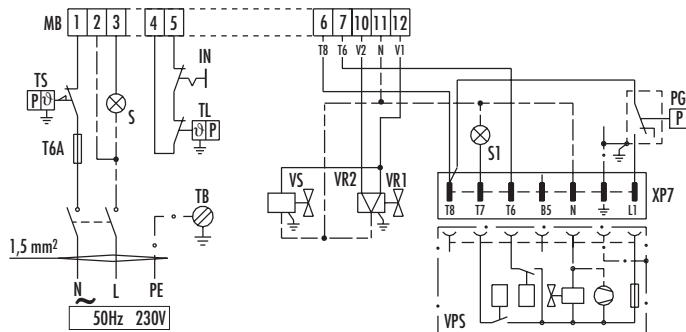 MB 1 2 3 4 5 6 7 10 11 12
T8 T6 V2 N V1
IN
TS P ϑ
S
TL ϑ P
T6A
PG
P
S1
VS VR2 VR1
XP7
T8 T7 T6 B5 N L1
TB
1,5 mm²
N L PE
~
50Hz 230V
VPS